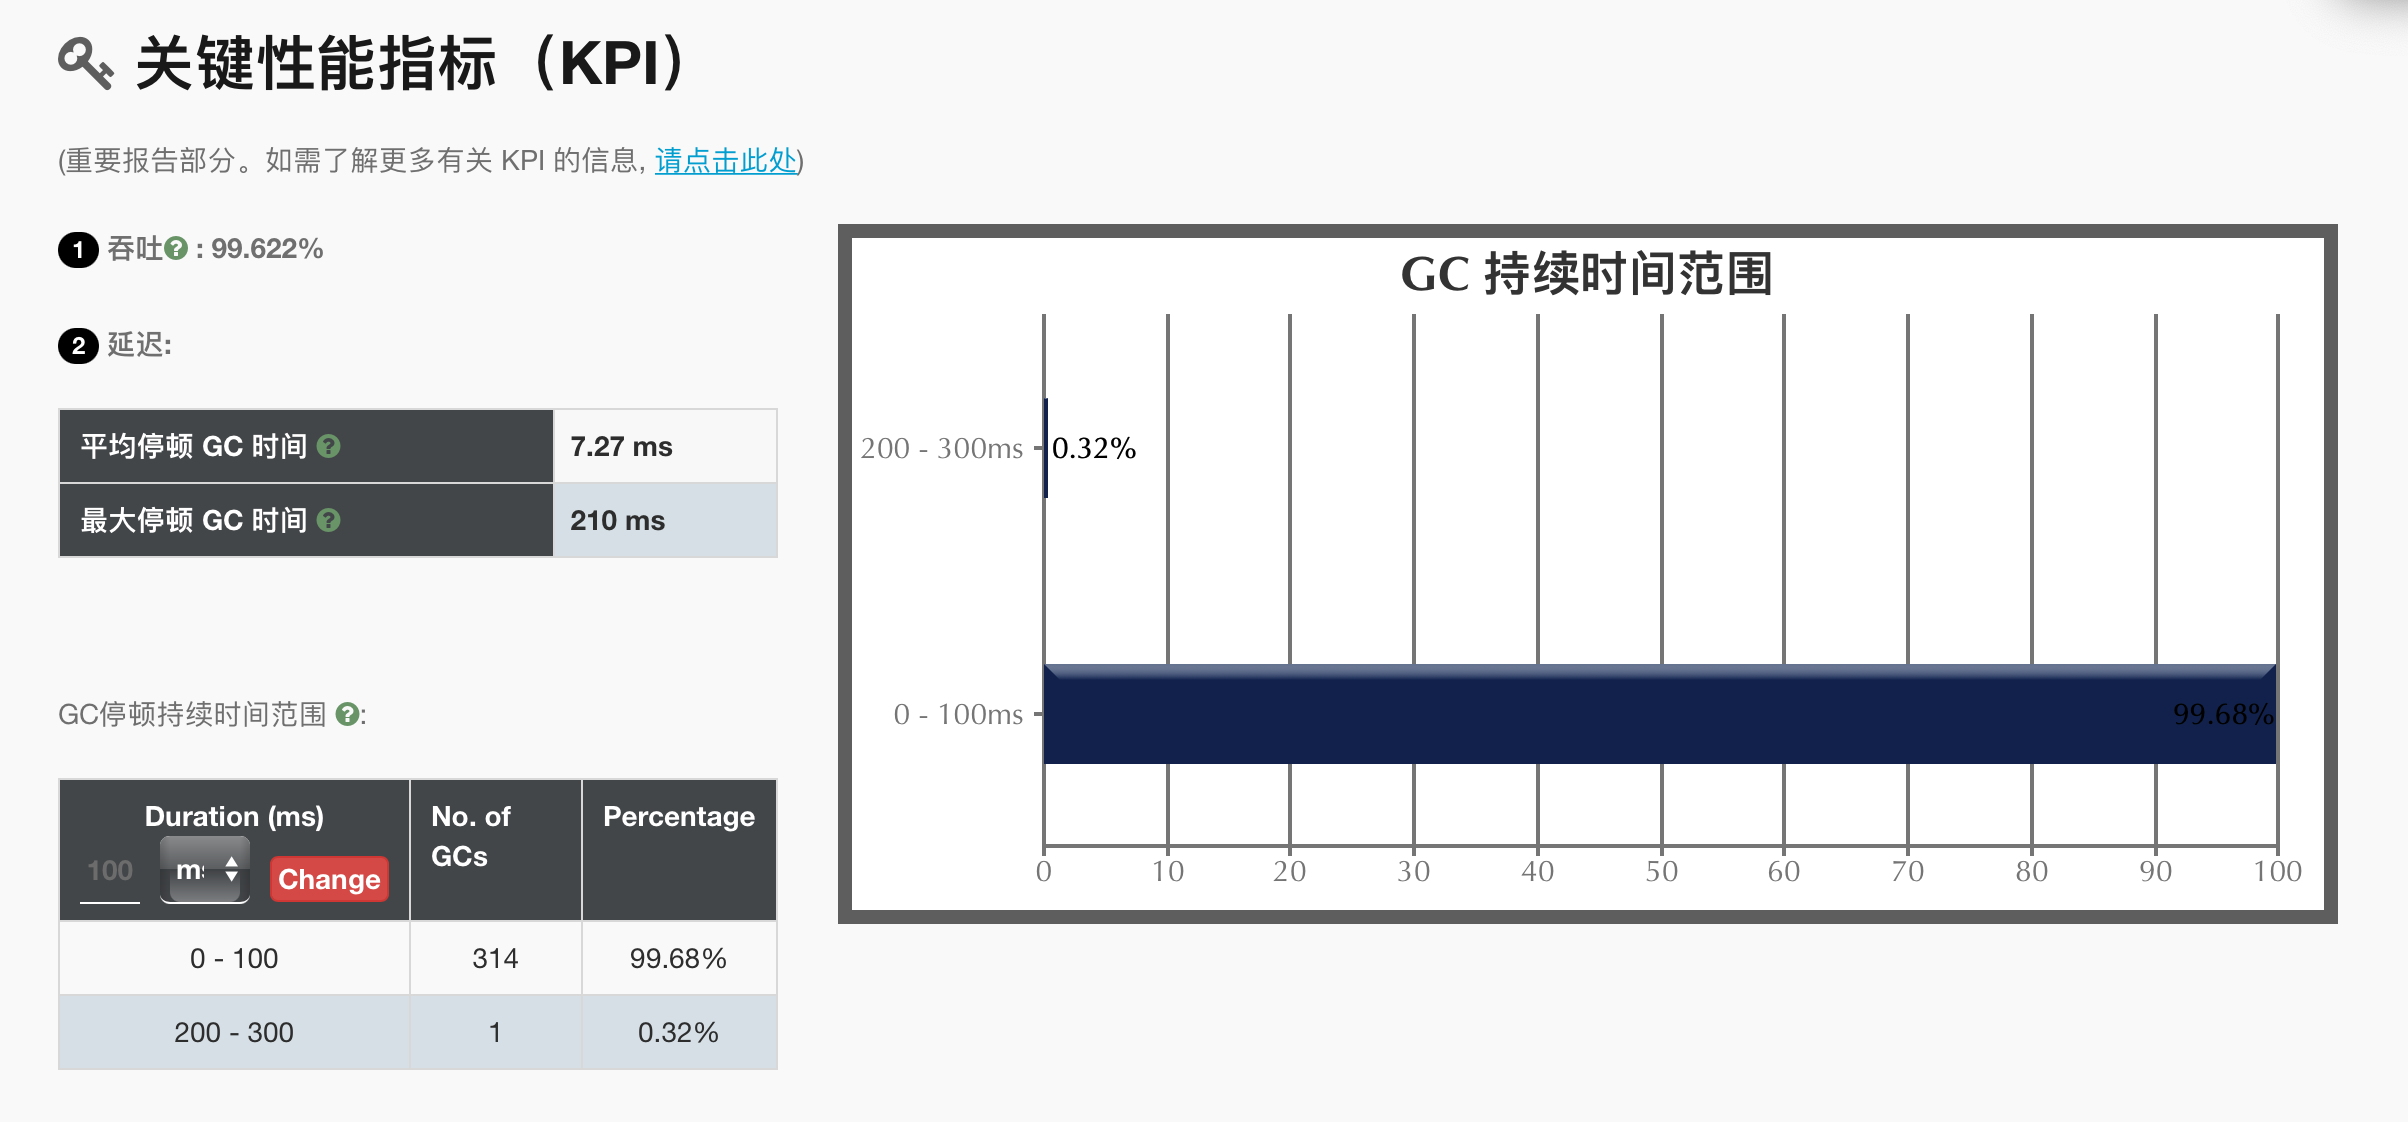 关键性能指标（KPI）
(重要报告部分。如需了解更多有关 KPI 的信息, 请点击此处)
1 吞吐? : 99.622%
2 延迟:
平均停顿 GC 时间 ? 7.27 ms
最大停顿 GC 时间 ? 210 ms
GC停顿持续时间范围 ?:
Duration (ms) No. of GCs Percentage
100 ms Change
0 - 100 314 99.68%
200 - 300 1 0.32%
GC 持续时间范围
200 - 300ms 0.32%
0 - 100ms 99.68%
0 10 20 30 40 50 60 70 80 90 100